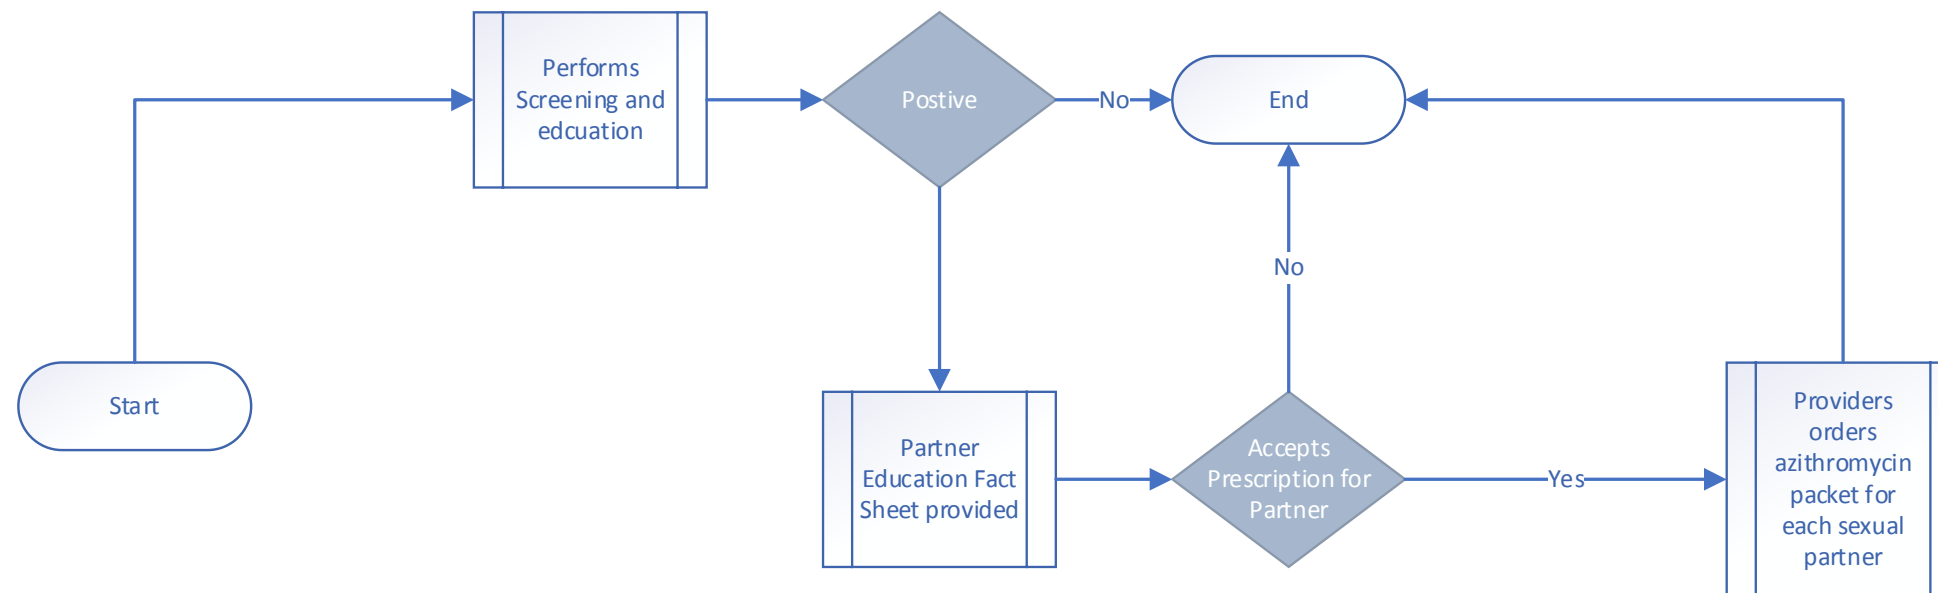 Performs
Screening and
edcuation
Postive
No
End
No
Start
Partner
Education Fact
Sheet provided
Accepts
Prescription for
Partner
Yes
Providers
orders
azithromycin
packet for
each sexual
partner